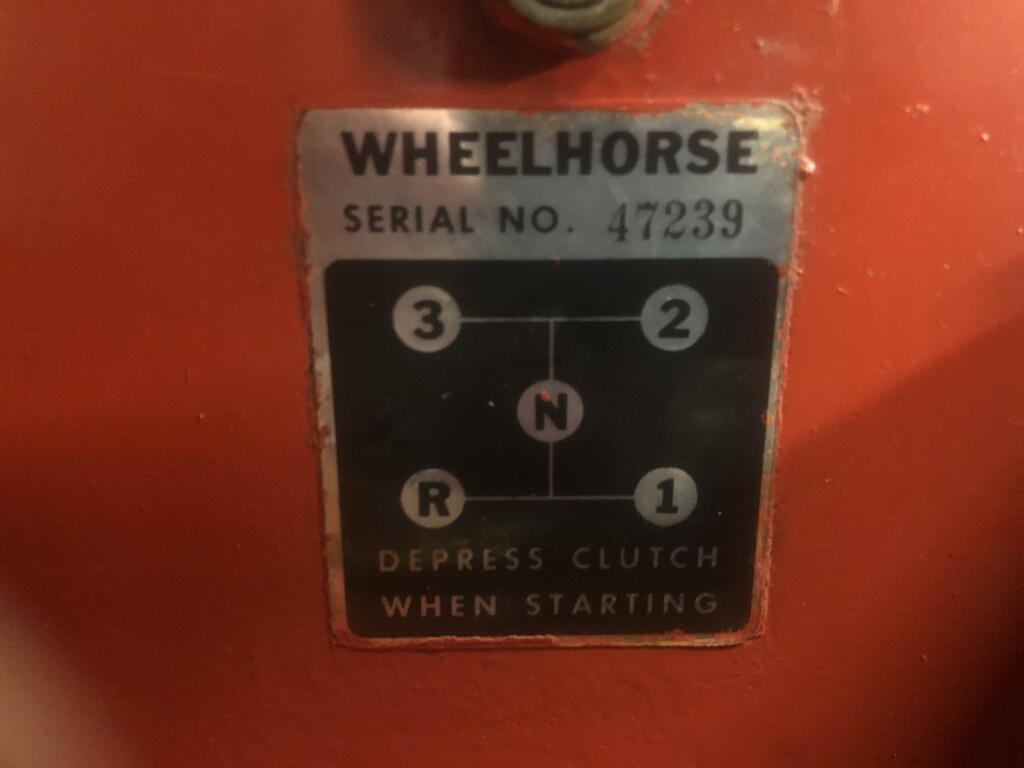 WHEELHORSE
SERIAL NO. 47239
3 2
N
R 1
DEPRESS CLUTCH
WHEN STARTING